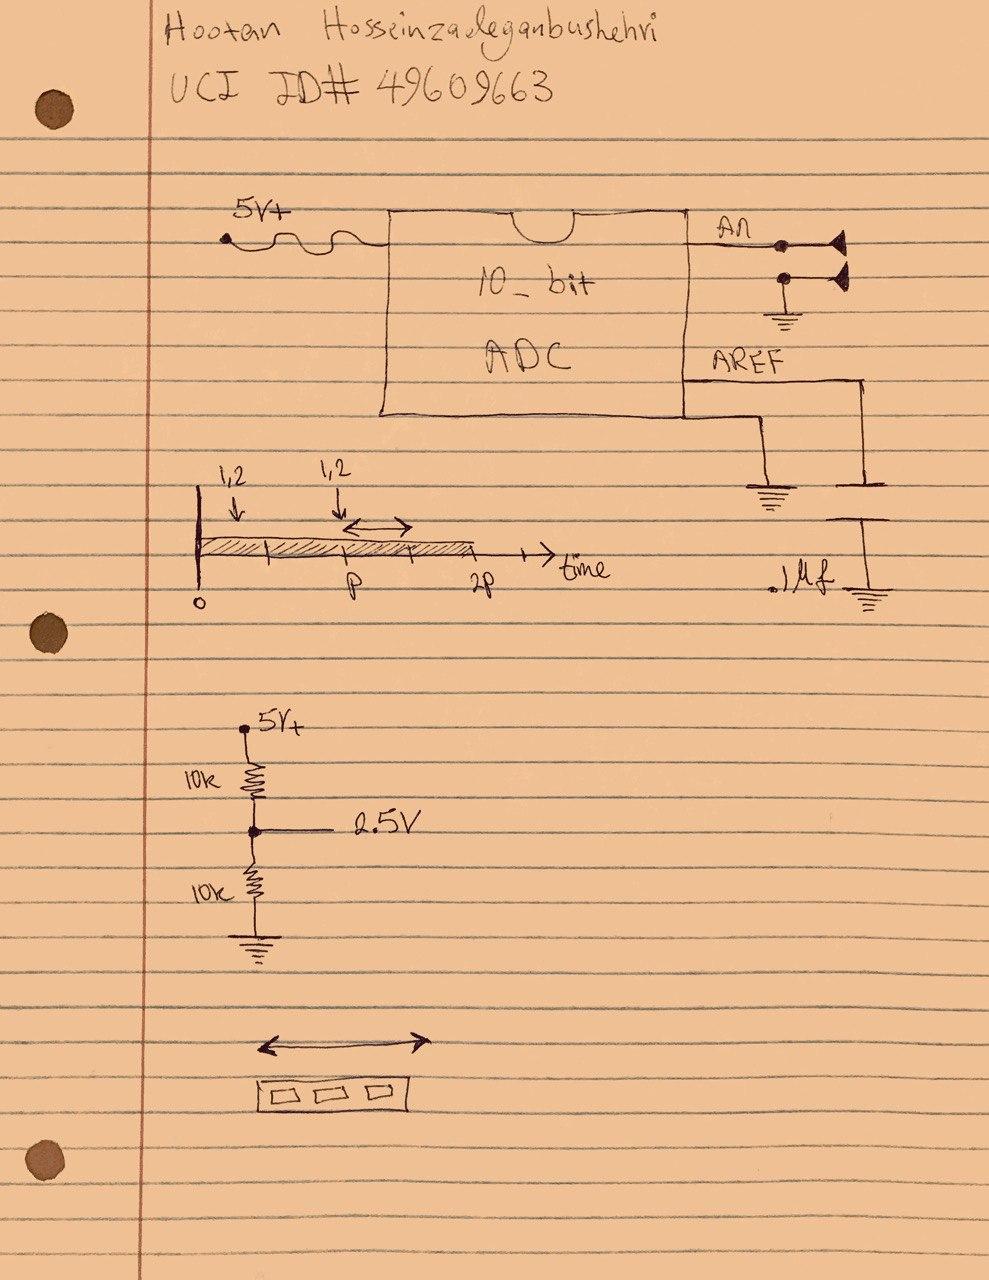 Hootan Hosseinzadeganbushehri
UCI ID# 49609663
5V+
An
10_bit
ADC
AREF
1,2
1,2
P
2P
time
0
.1Mf
5V+
10k
2.5V
10k